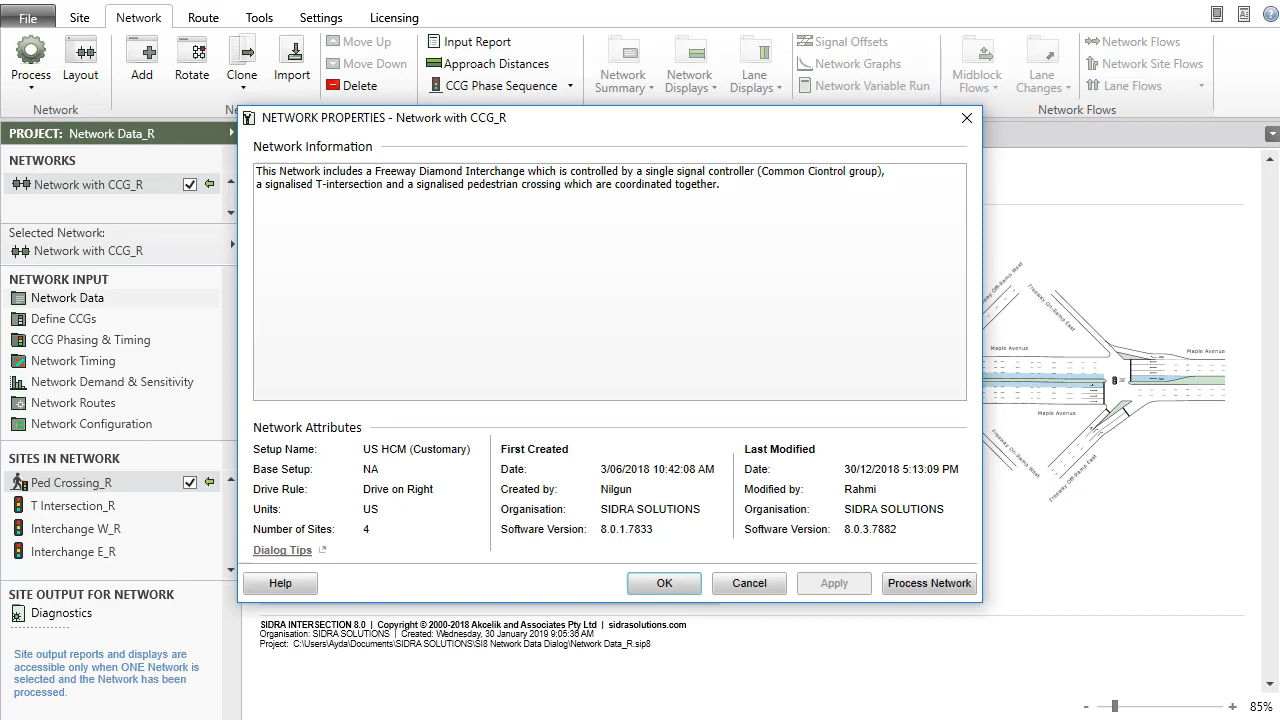 File
Site
Network
Route
Tools
Settings
Licensing
Process
Layout
Add
Rotate
Clone
Import
Move Up
Move Down
Delete
Input Report
Approach Distances
CCG Phase Sequence
Network Summary
Network Displays
Lane Displays
Signal Offsets
Network Graphs
Network Variable Run
Midblock Flows
Lane Changes
Network Flows
Network Site Flows
Lane Flows
Network
Network Flows
PROJECT: Network Data_R
NETWORKS
Network with CCG_R
Selected Network:
Network with CCG_R
NETWORK INPUT
Network Data
Define CCGs
CCG Phasing & Timing
Network Timing
Network Demand & Sensitivity
Network Routes
Network Configuration
SITES IN NETWORK
Ped Crossing_R
T Intersection_R
Interchange W_R
Interchange E_R
SITE OUTPUT FOR NETWORK
Diagnostics
Site output reports and displays are
accessible only when ONE Network is
selected and the Network has been
processed.
NETWORK PROPERTIES - Network with CCG_R
Network Information
This Network includes a Freeway Diamond Interchange which is controlled by a single signal controller (Common Ciontrol group),
a signalised T-intersection and a signalised pedestrian crossing which are coordinated together.
Network Attributes
Setup Name: US HCM (Customary)
Base Setup: NA
Drive Rule: Drive on Right
Units: US
Number of Sites: 4
Dialog Tips
First Created
Date: 3/06/2018 10:42:08 AM
Created by: Nilgun
Organisation: SIDRA SOLUTIONS
Software Version: 8.0.1.7833
Last Modified
Date: 30/12/2018 5:13:09 PM
Modified by: Rahmi
Organisation: SIDRA SOLUTIONS
Software Version: 8.0.3.7882
Help
OK
Cancel
Apply
Process Network
Freeway On-Ramp East
Maple Avenue
Maple Avenue
3E
Maple Avenue
Freeway On-Ramp West
Freeway Off-Ramp East
SIDRA INTERSECTION 8.0 | Copyright © 2000-2018 Akcelik and Associates Pty Ltd | sidrasolutions.com
Organisation: SIDRA SOLUTIONS | Created: Wednesday, 30 January 2019 9:05:36 AM
Project: C:\Users\Ayda\Documents\SIDRA SOLUTIONS\SI8 Network Data Dialog\Network Data_R.sip8
85%